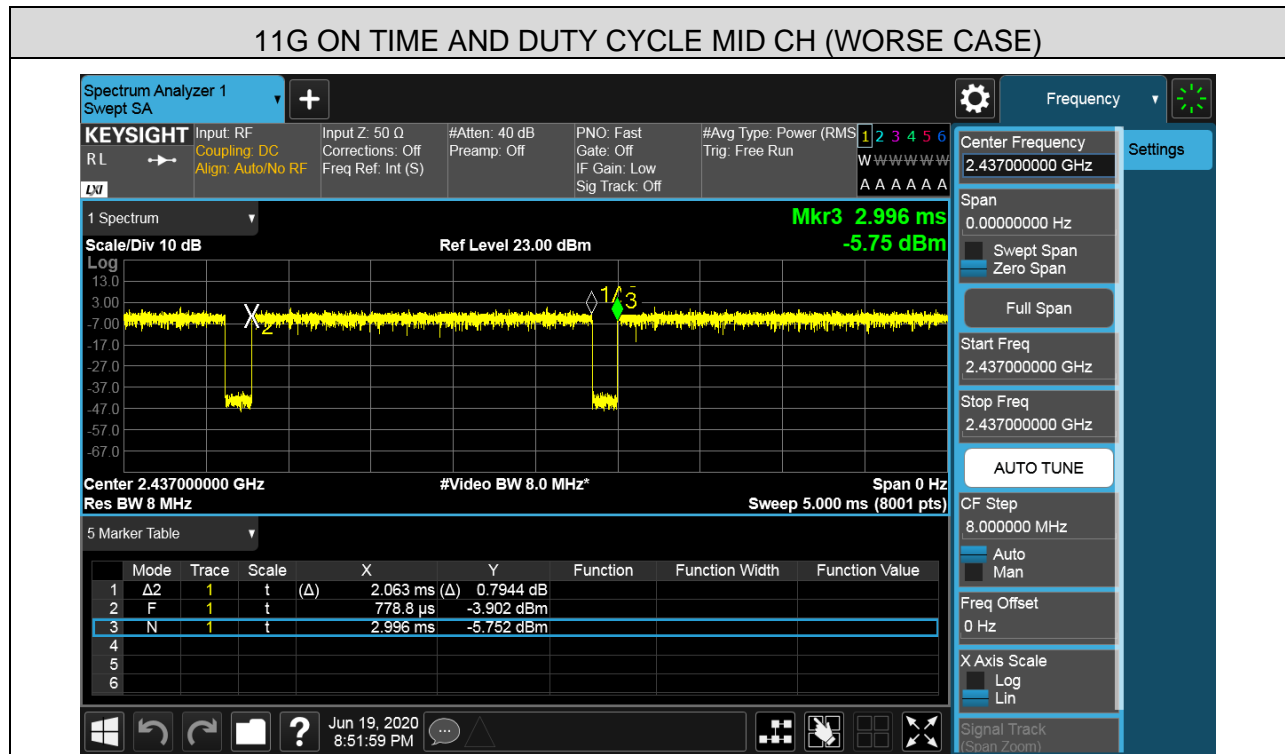 11G ON TIME AND DUTY CYCLE MID CH (WORSE CASE)
Spectrum Analyzer 1
Swept SA
Frequency
KEYSIGHT
RL
LXI
Input: RF
Coupling: DC
Align: Auto/No RF
Input Z: 50 Ω
Corrections: Off
Freq Ref: Int (S)
#Atten: 40 dB
Preamp: Off
PNO: Fast
Gate: Off
IF Gain: Low
Sig Track: Off
#Avg Type: Power (RMS
Trig: Free Run
1 2 3 4 5 6
W W W W W W
A A A A A A
1 Spectrum
Scale/Div 10 dB
Ref Level 23.00 dBm
Mkr3 2.996 ms
-5.75 dBm
Log
13.0
3.00
-7.00
-17.0
-27.0
-37.0
-47.0
-57.0
-67.0
2
3
Center 2.437000000 GHz
#Video BW 8.0 MHz*
Span 0 Hz
Res BW 8 MHz
Sweep 5.000 ms (8001 pts)
5 Marker Table
Mode Trace Scale X Y Function Function Width Function Value
1 Δ2 1 t (Δ) 2.063 ms (Δ) 0.7944 dB
2 F 1 t 778.8 µs -3.902 dBm
3 N 1 t 2.996 ms -5.752 dBm
4
5
6
Jun 19, 2020
8:51:59 PM
Center Frequency
2.437000000 GHz
Settings
Span
0.00000000 Hz
Swept Span
Zero Span
Full Span
Start Freq
2.437000000 GHz
Stop Freq
2.437000000 GHz
AUTO TUNE
CF Step
8.000000 MHz
Auto
Man
Freq Offset
0 Hz
X Axis Scale
Log
Lin
Signal Track
(Span Zoom)